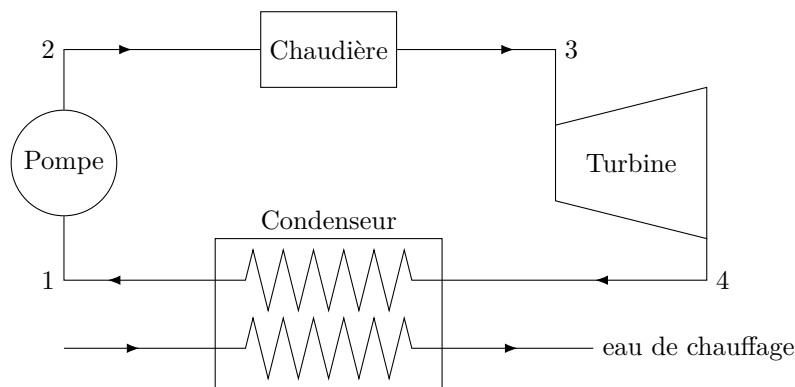 2
Chaudière
3
Pompe
Turbine
Condenseur
1
4
eau de chauffage